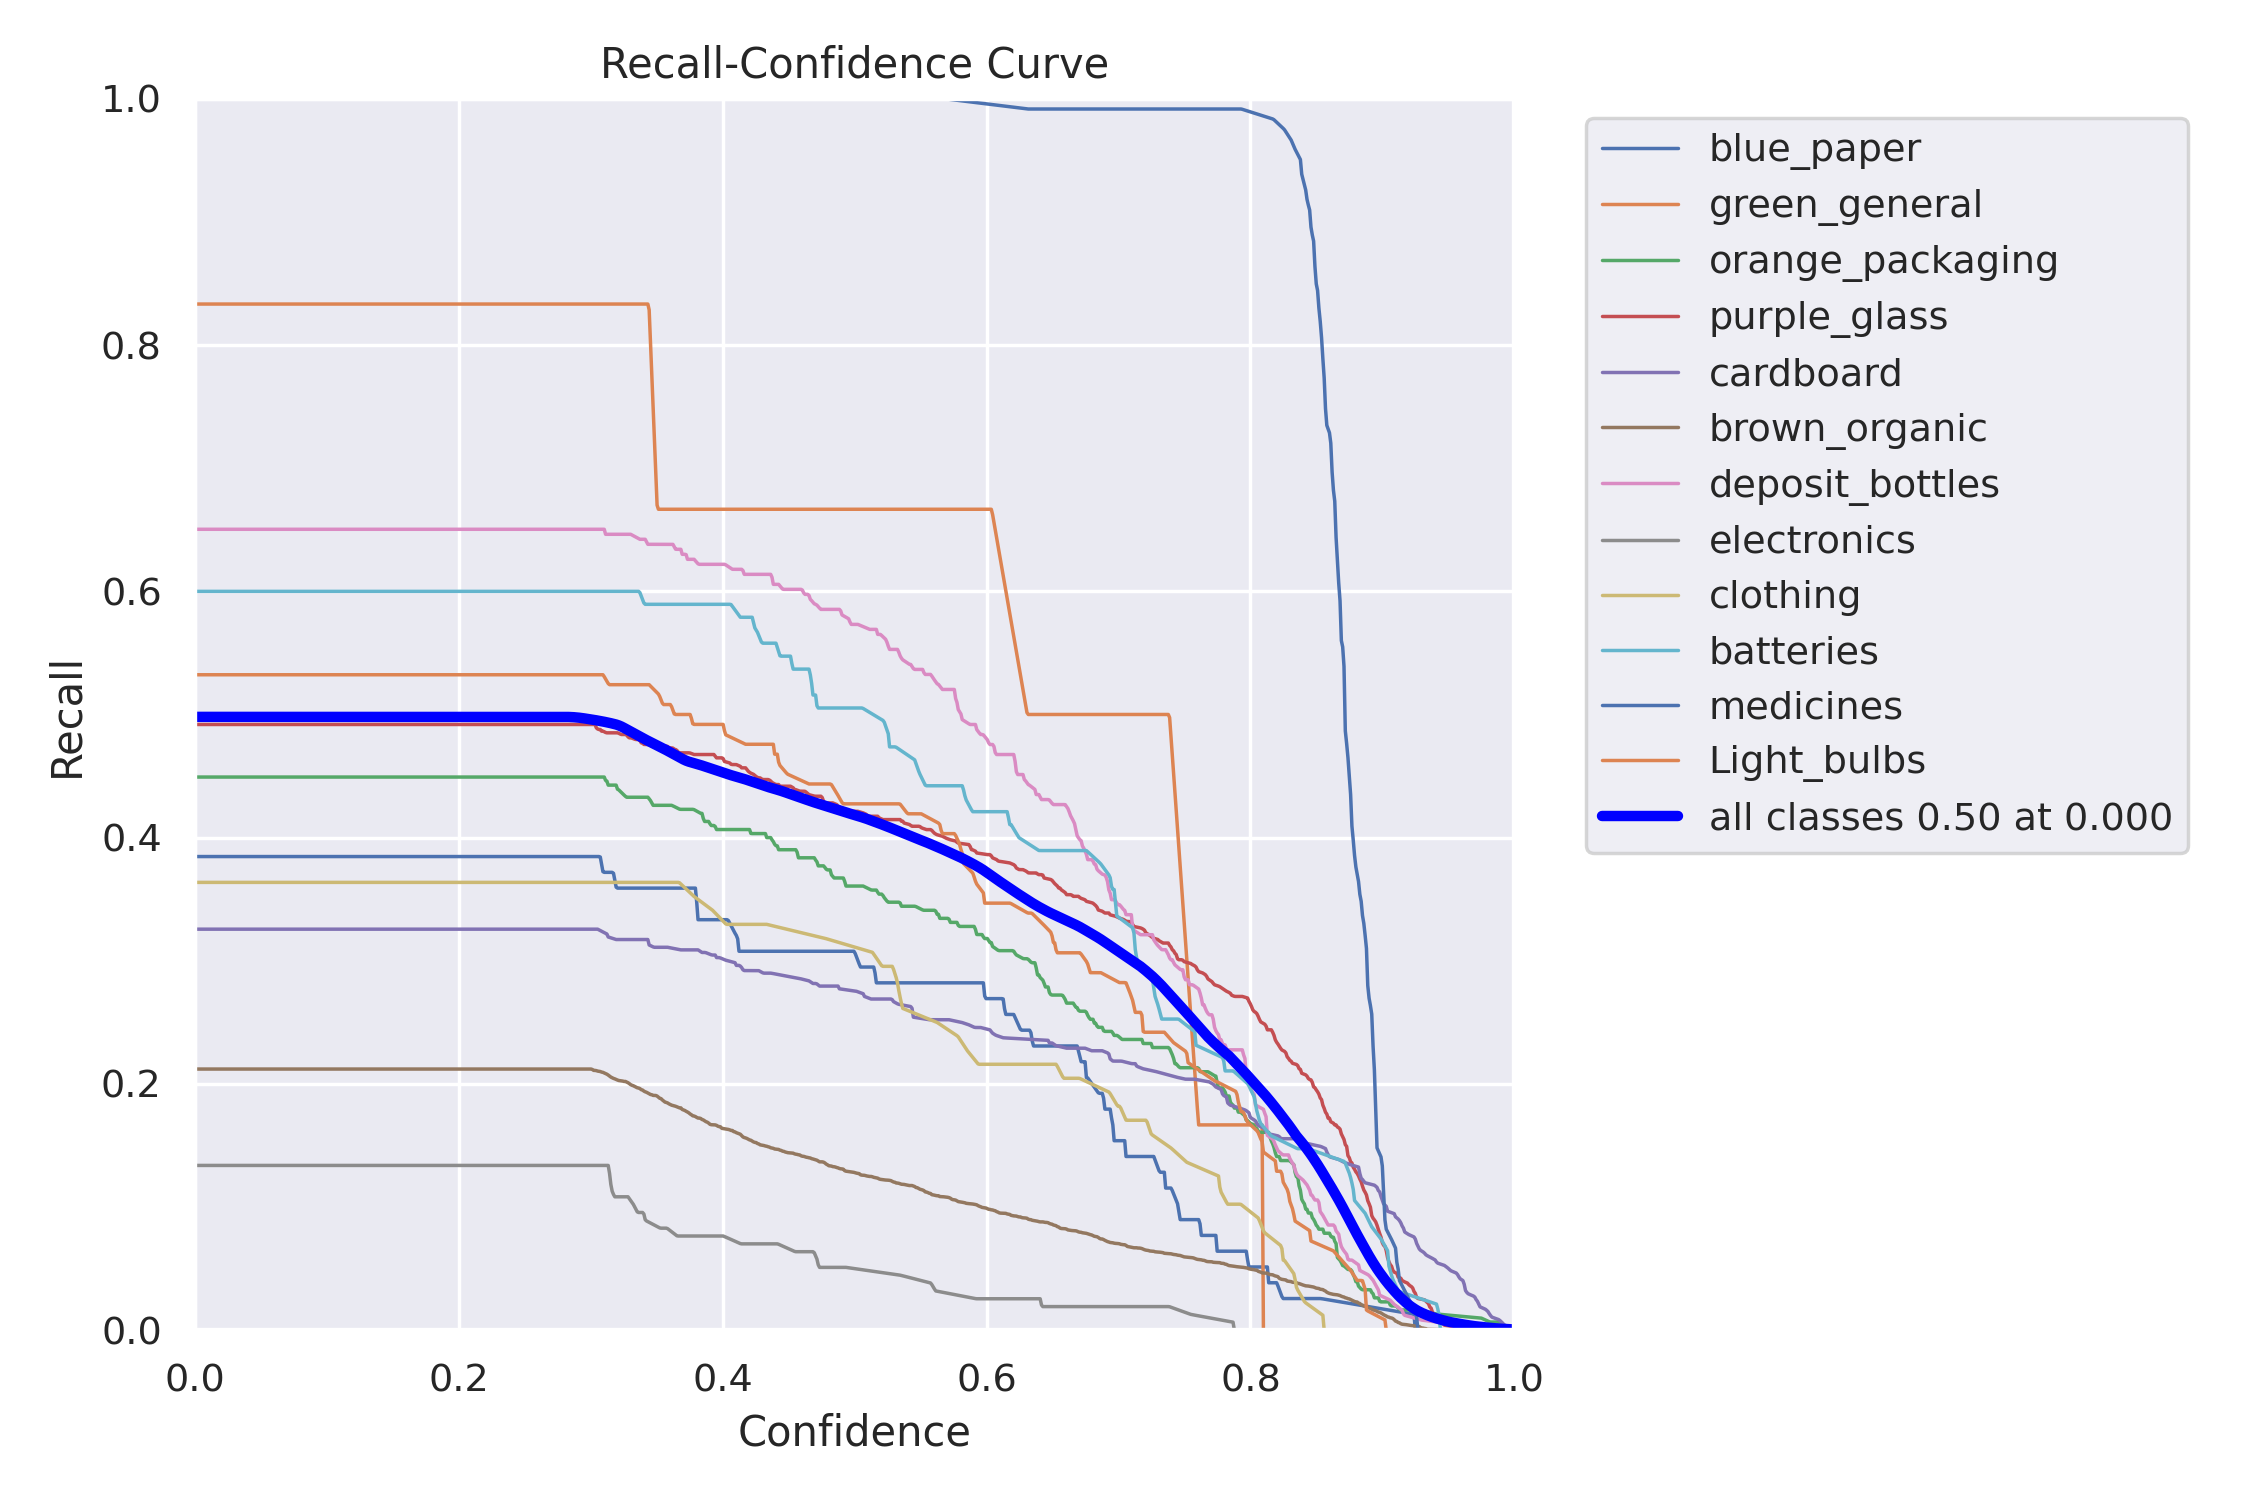 Recall-Confidence Curve
1.0
0.8
0.6
0.4
0.2
0.0
Recall
0.0 0.2 0.4 0.6 0.8 1.0
Confidence
blue_paper
green_general
orange_packaging
purple_glass
cardboard
brown_organic
deposit_bottles
electronics
clothing
batteries
medicines
Light_bulbs
all classes 0.50 at 0.000